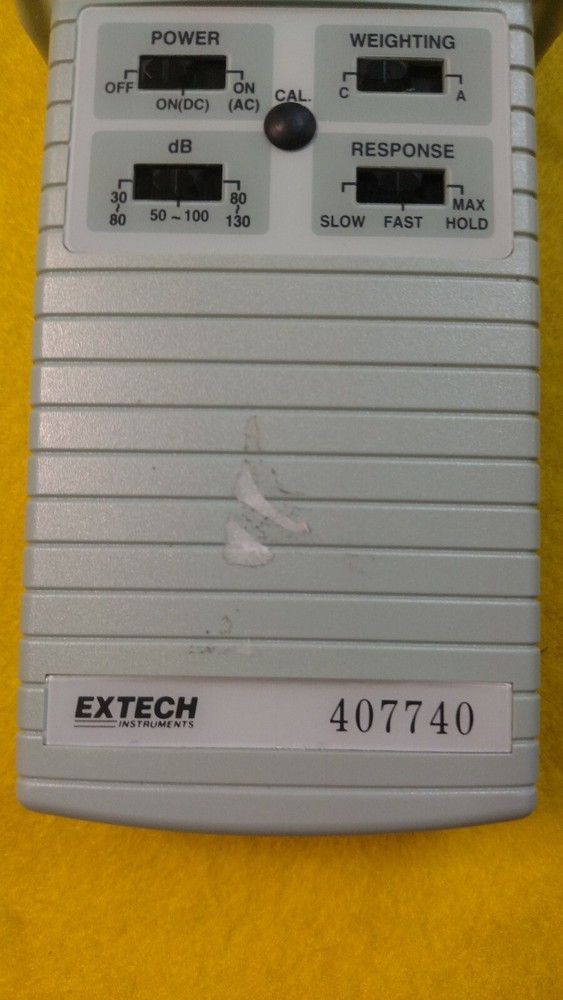 POWER
OFF
ON(DC)
ON
(AC)
CAL.
WEIGHTING
C
A
dB
30
~
80
50 ~ 100
80
~
130
RESPONSE
SLOW
FAST
MAX
HOLD
EXTECH
INSTRUMENTS
407740